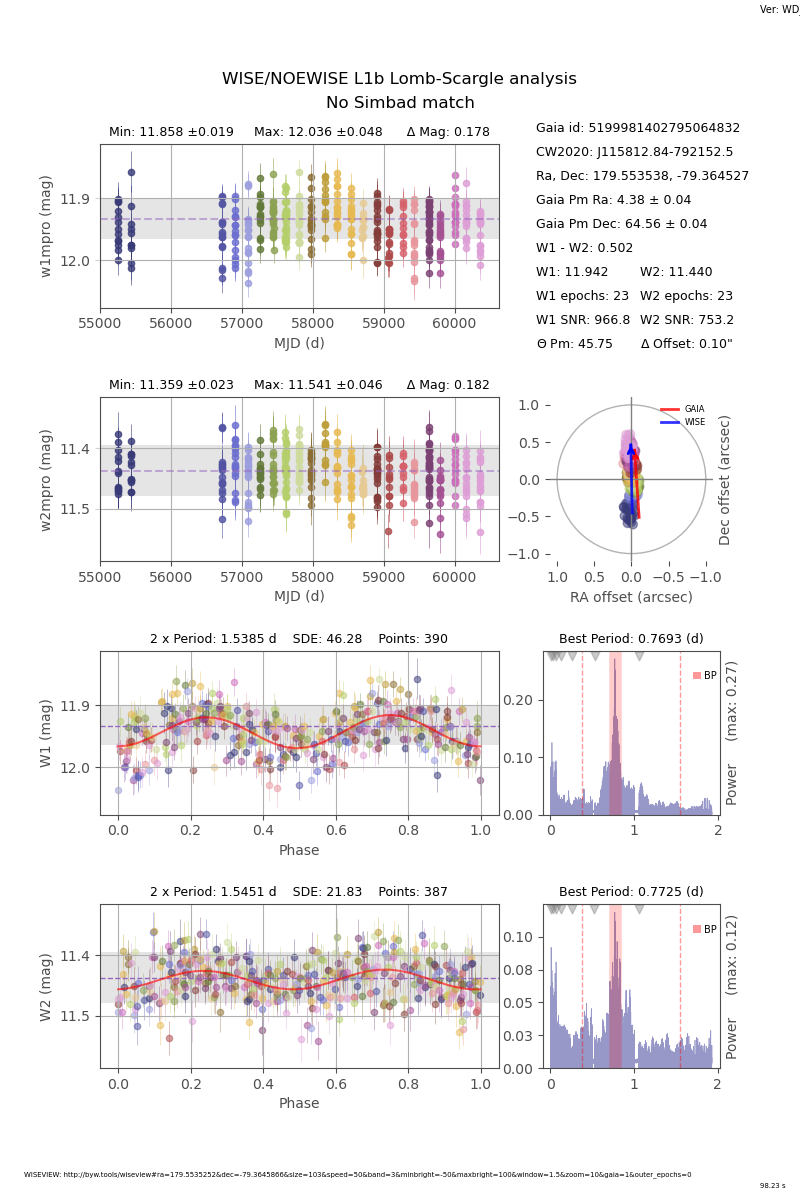 Ver: WD_
WISE/NOEWISE L1b Lomb-Scargle analysis
No Simbad match
Min: 11.858 ±0.019 Max: 12.036 ±0.048 Δ Mag: 0.178
w1mpro (mag)
11.9
12.0
55000 56000 57000 58000 59000 60000
MJD (d)
Gaia id: 5199981402795064832
CW2020: J115812.84-792152.5
Ra, Dec: 179.553538, -79.364527
Gaia Pm Ra: 4.38 ± 0.04
Gaia Pm Dec: 64.56 ± 0.04
W1 - W2: 0.502
W1: 11.942 W2: 11.440
W1 epochs: 23 W2 epochs: 23
W1 SNR: 966.8 W2 SNR: 753.2
Θ Pm: 45.75 Δ Offset: 0.10"
Min: 11.359 ±0.023 Max: 11.541 ±0.046 Δ Mag: 0.182
w2mpro (mag)
11.4
11.5
55000 56000 57000 58000 59000 60000
MJD (d)
GAIA
WISE
1.0
0.5
0.0
−0.5
−1.0
1.0 0.5 0.0 −0.5 −1.0
RA offset (arcsec)
Dec offset (arcsec)
2 x Period: 1.5385 d SDE: 46.28 Points: 390
W1 (mag)
11.9
12.0
0.0 0.2 0.4 0.6 0.8 1.0
Phase
Best Period: 0.7693 (d)
BP
0.20
0.10
0.00
0 1 2
Power (max: 0.27)
2 x Period: 1.5451 d SDE: 21.83 Points: 387
W2 (mag)
11.4
11.5
0.0 0.2 0.4 0.6 0.8 1.0
Phase
Best Period: 0.7725 (d)
BP
0.10
0.08
0.05
0.03
0.00
0 1 2
Power (max: 0.12)
WISEVIEW: http://byw.tools/wiseview#ra=179.5535252&dec=-79.3645866&size=103&speed=50&band=3&minbright=-50&maxbright=100&window=1.5&zoom=10&gaia=1&outer_epochs=0
98.23 s